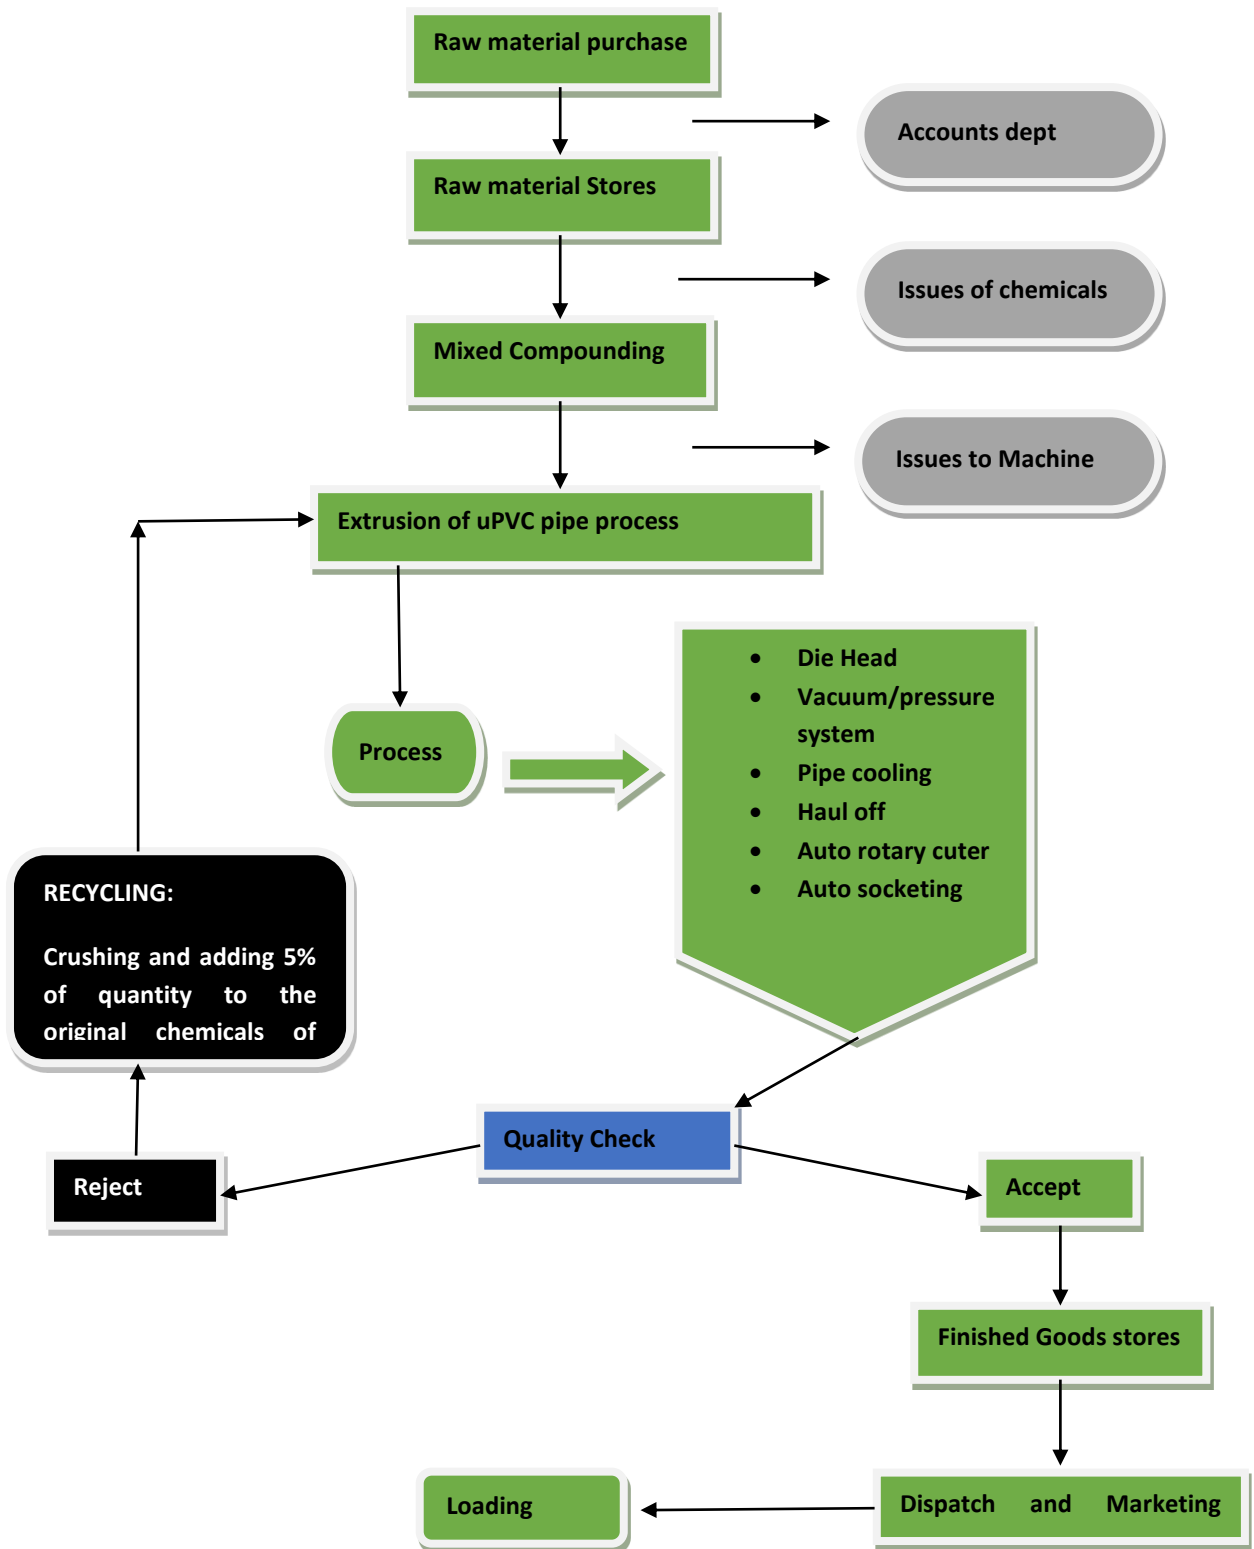 Raw material purchase
Accounts dept
Raw material Stores
Issues of chemicals
Mixed Compounding
Issues to Machine
Extrusion of uPVC pipe process
Process
• Die Head
• Vacuum/pressure
system
• Pipe cooling
• Haul off
• Auto rotary cuter
• Auto socketing
RECYCLING:
Crushing and adding 5%
of quantity to the
original chemicals of
Quality Check
Reject
Accept
Finished Goods stores
Loading
Dispatch and Marketing